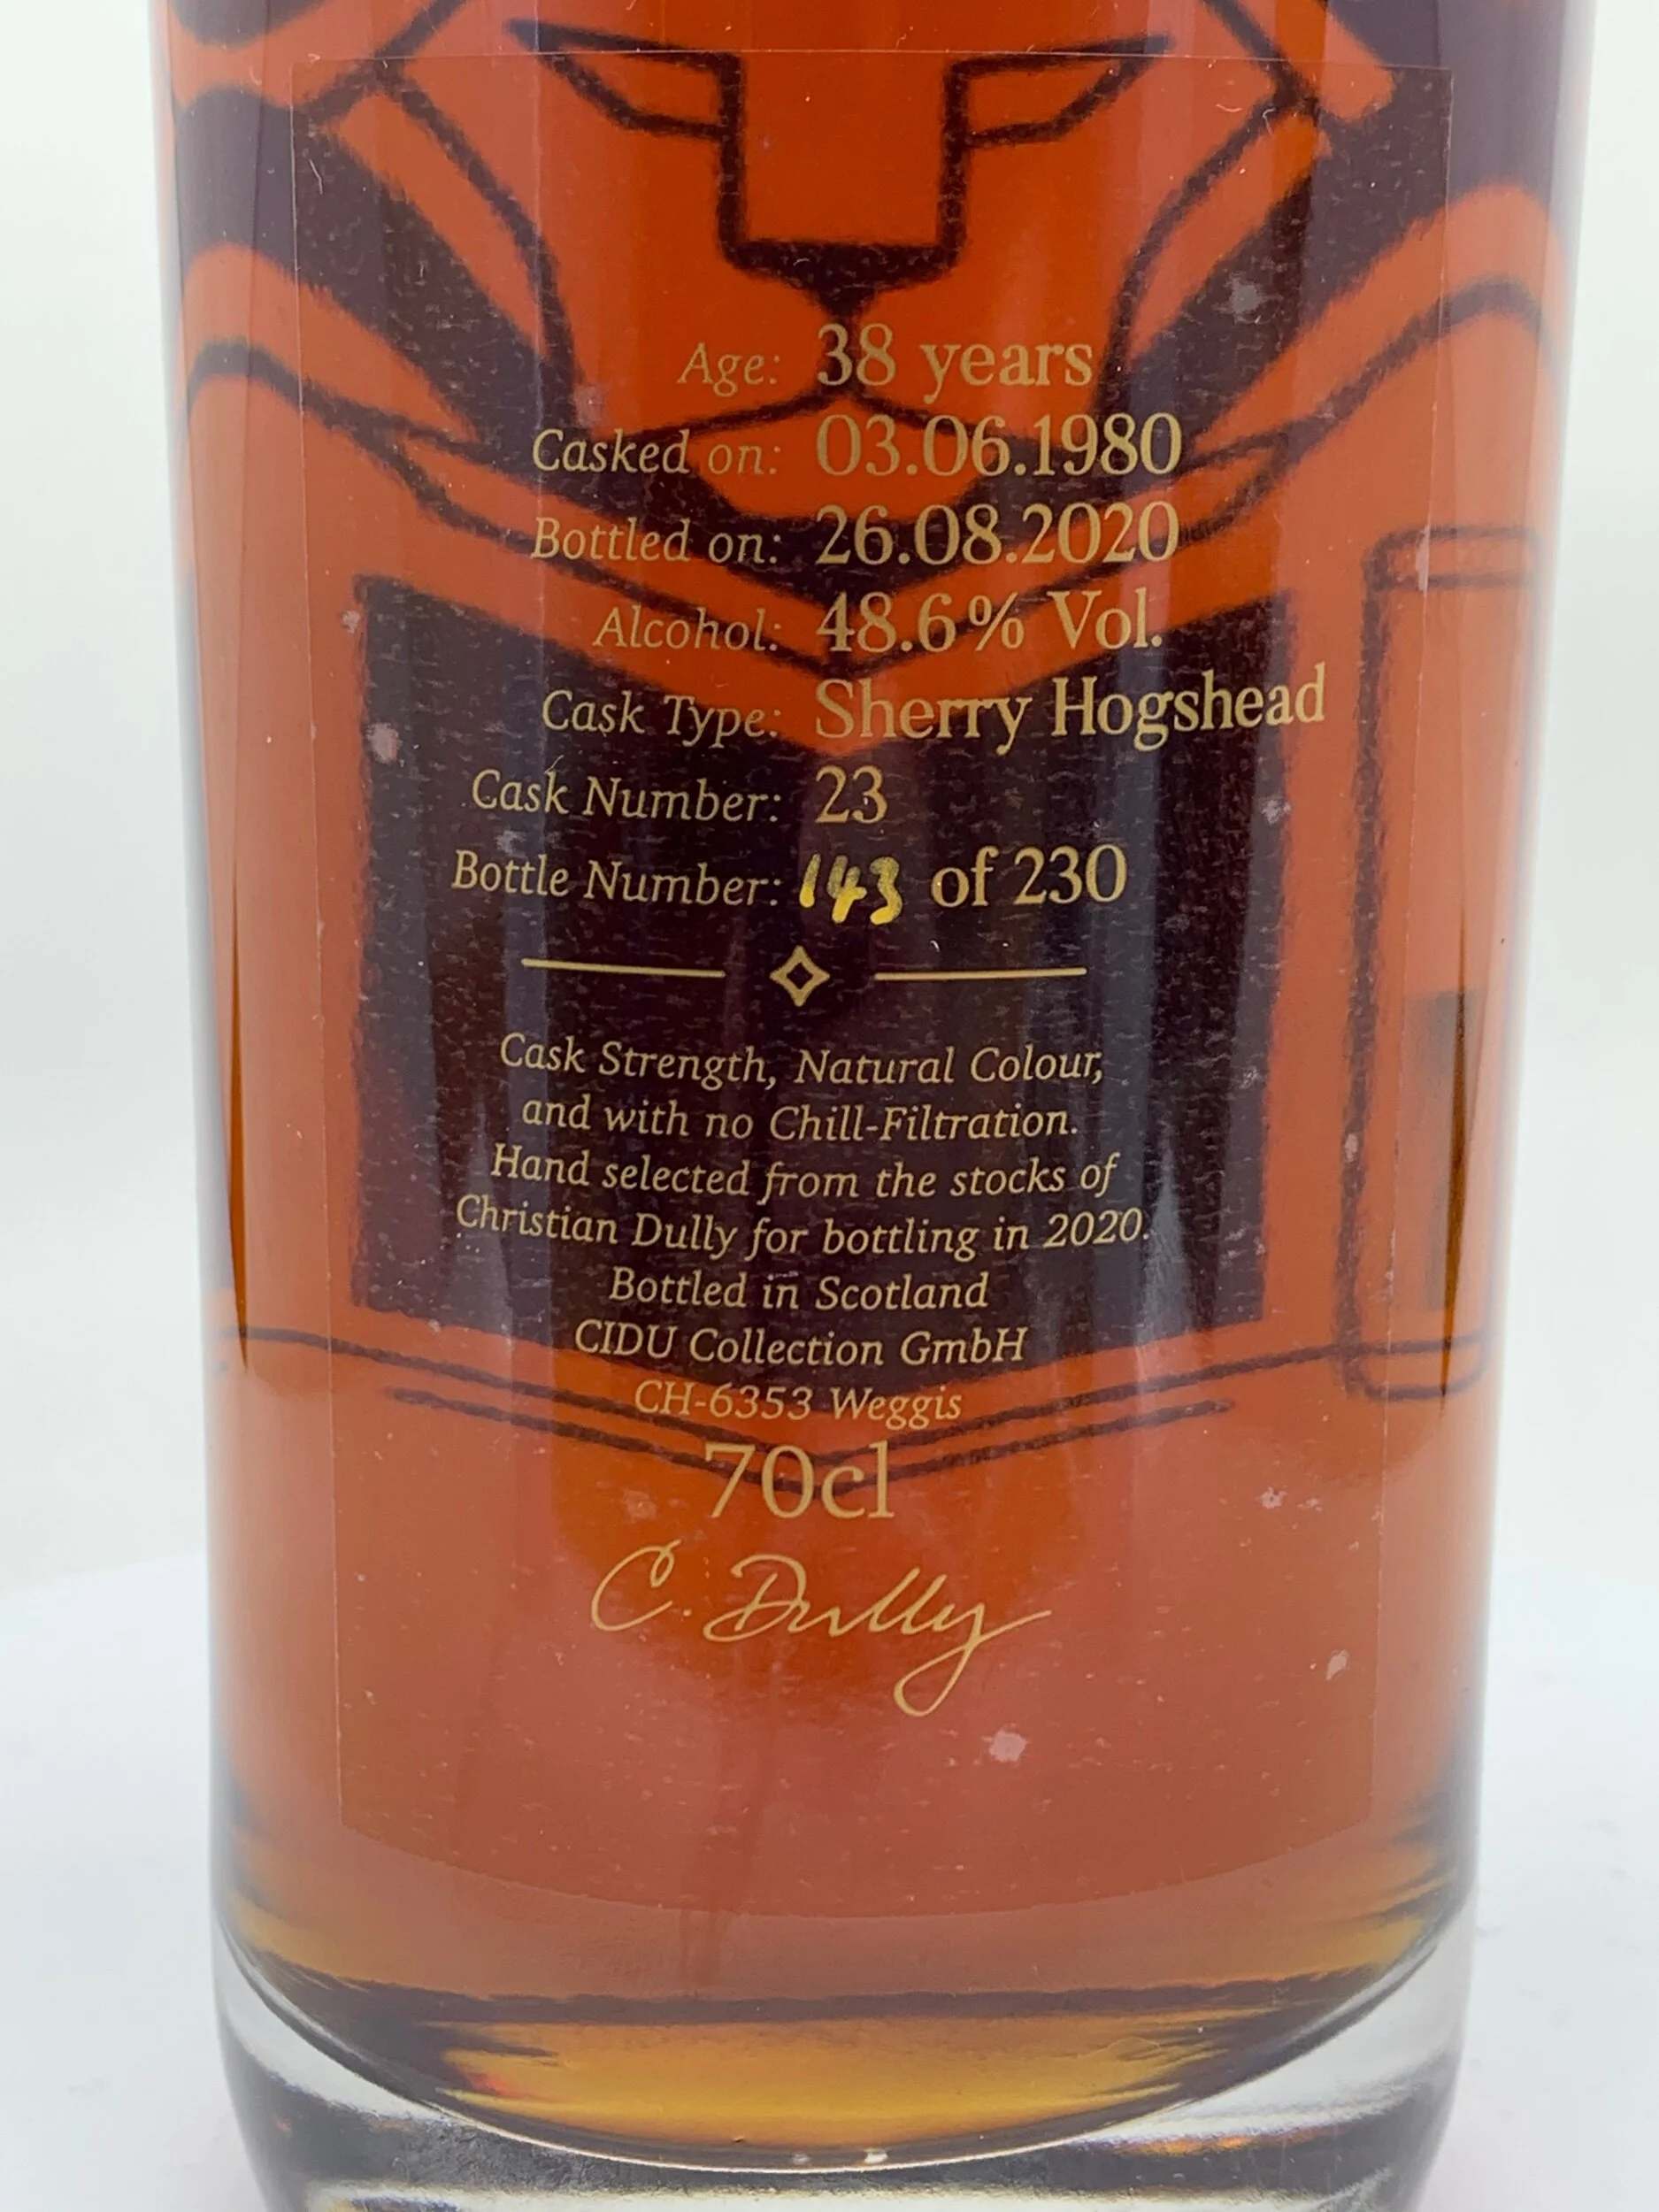 Age: 38 years
Casked on: 03.06.1980
Bottled on: 26.08.2020
Alcohol: 48.6% Vol.
Cask Type: Sherry Hogshead
Cask Number: 23
Bottle Number: 143 of 230
Cask Strength, Natural Colour,
and with no Chill-Filtration.
Hand selected from the stocks of
Christian Dully for bottling in 2020.
Bottled in Scotland
CIDU Collection GmbH
CH-6353 Weggis
70cl
C. Dully